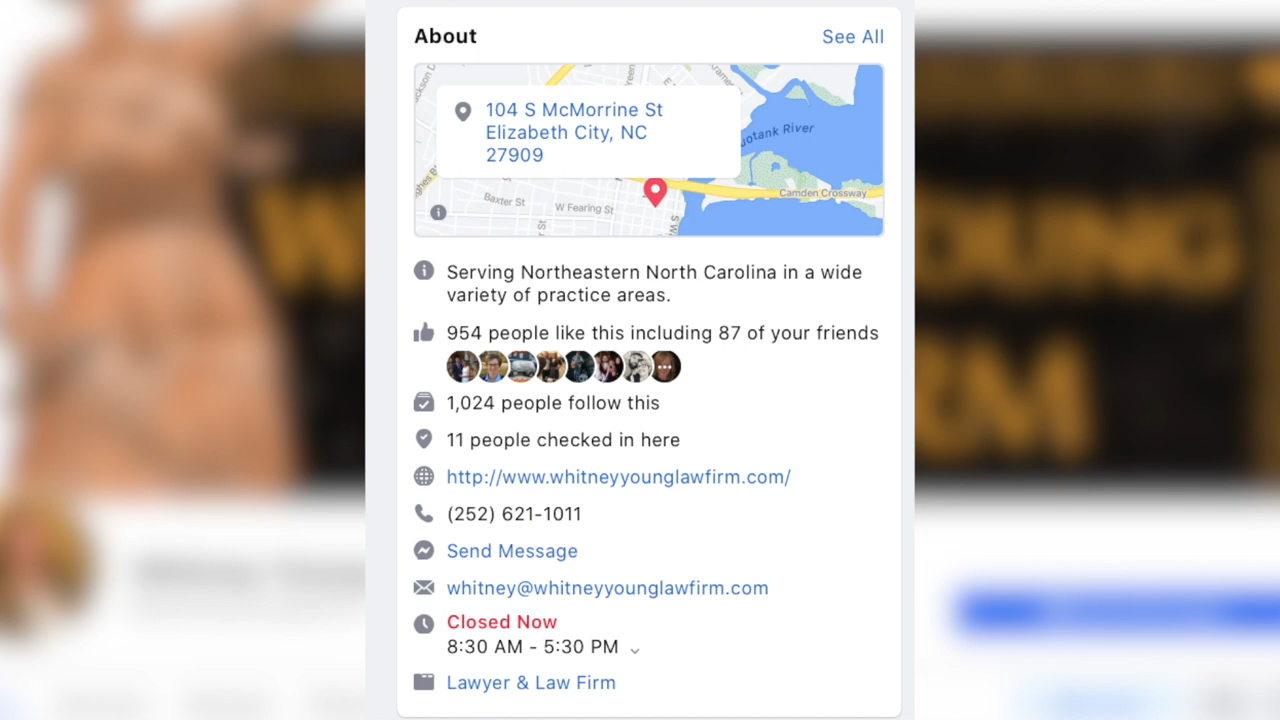 About
See All
104 S McMorrine St
Elizabeth City, NC
27909
Baxter St
W Fearing St
Camden Crossway
Serving Northeastern North Carolina in a wide
variety of practice areas.
954 people like this including 87 of your friends
1,024 people follow this
11 people checked in here
http://www.whitneyyounglawfirm.com/
(252) 621-1011
Send Message
whitney@whitneyyounglawfirm.com
Closed Now
8:30 AM - 5:30 PM
Lawyer & Law Firm